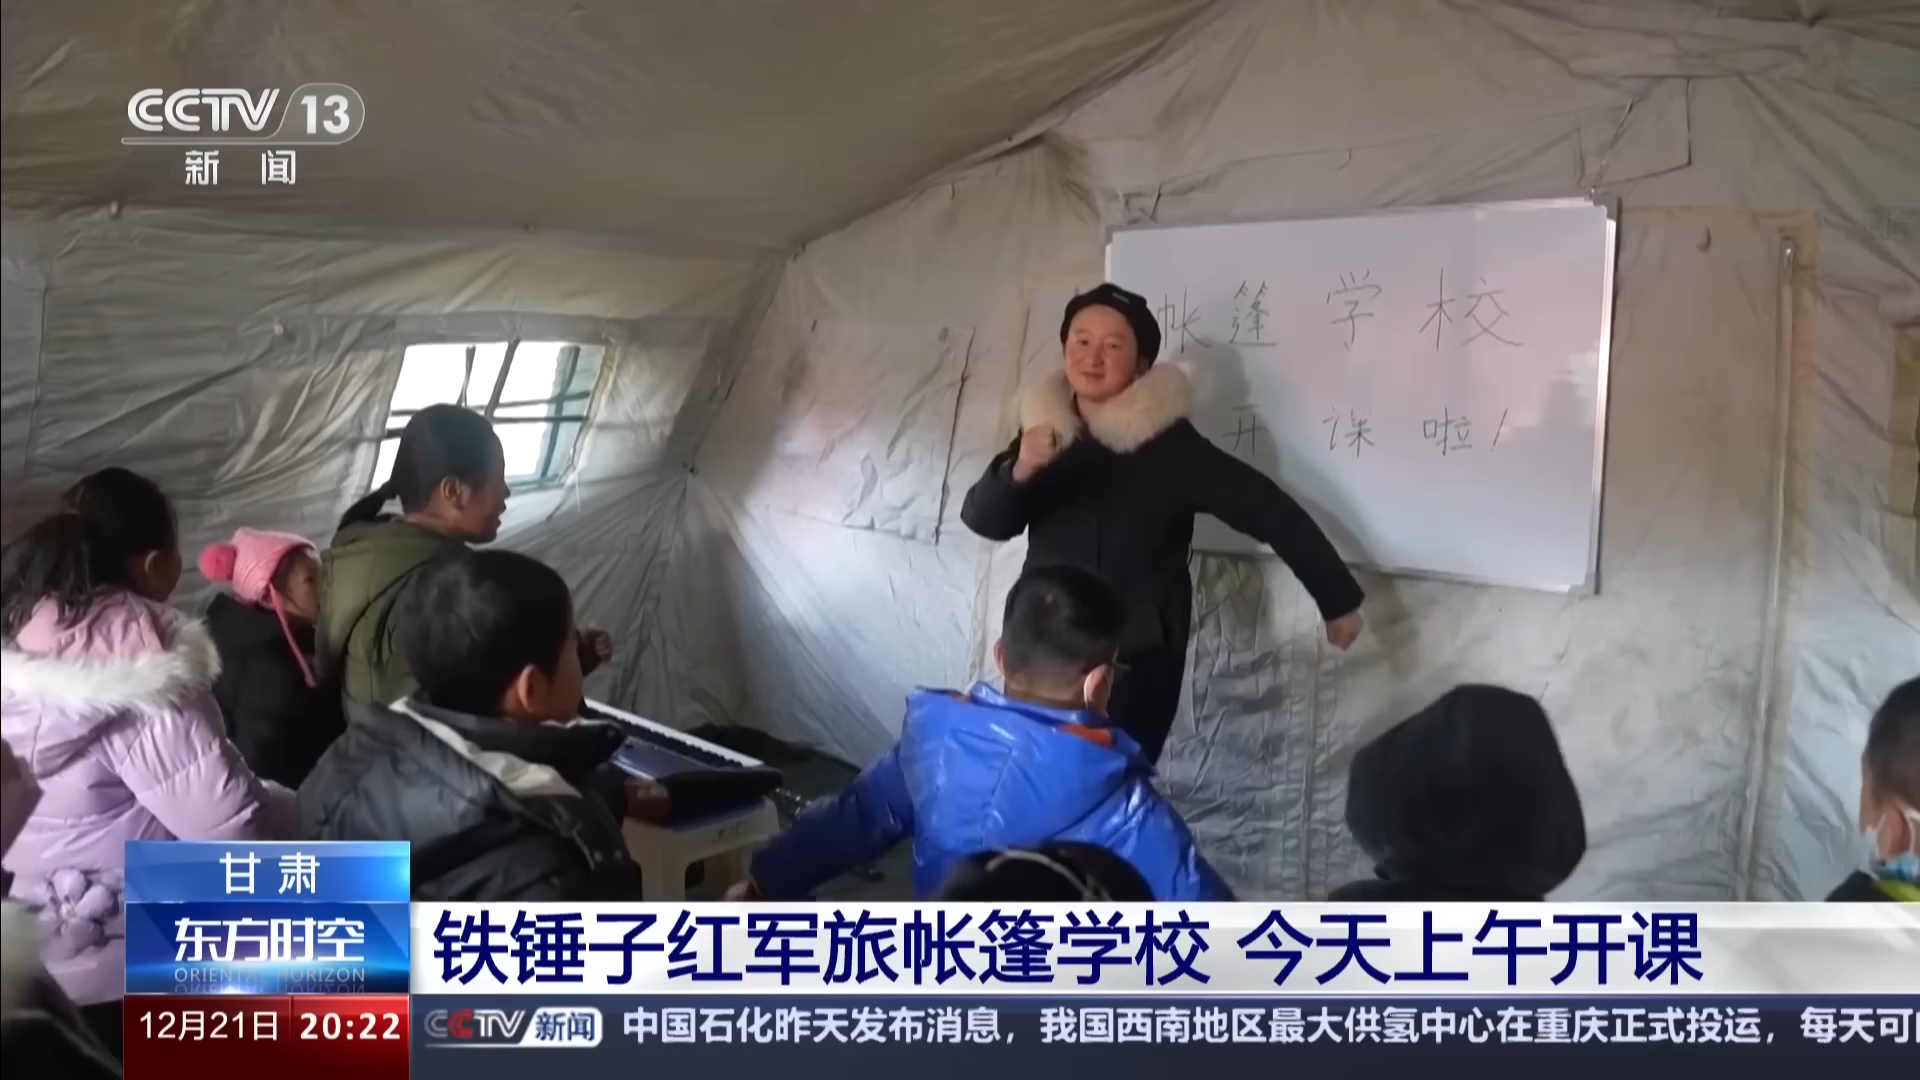 CCTV 13
新闻
帐篷学校
开课啦！
甘肃
东方时空
ORIENTAL HORIZON
铁锤子红军旅帐篷学校 今天上午开课
12月21日 20:22
CCTV 新闻
中国石化昨天发布消息，我国西南地区最大供氢中心在重庆正式投运，每天可